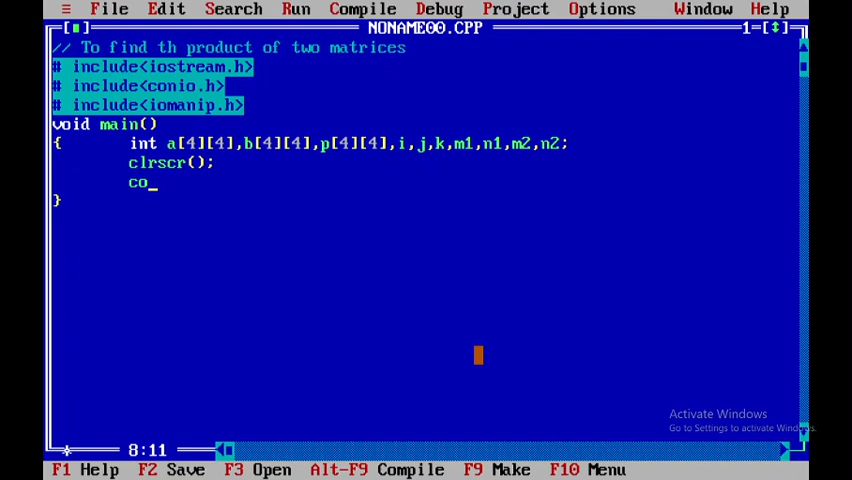 ≡ File Edit Search Run Compile Debug Project Options Window Help
[■] NONAME00.CPP 1=[↕]
// To find th product of two matrices
# include<iostream.h>
# include<conio.h>
# include<iomanip.h>
void main()
{ int a[4][4],b[4][4],p[4][4],i,j,k,m1,n1,m2,n2;
clrscr();
co_
}
Activate Windows
Go to Settings to activate Windows.
8:11
F1 Help F2 Save F3 Open Alt-F9 Compile F9 Make F10 Menu